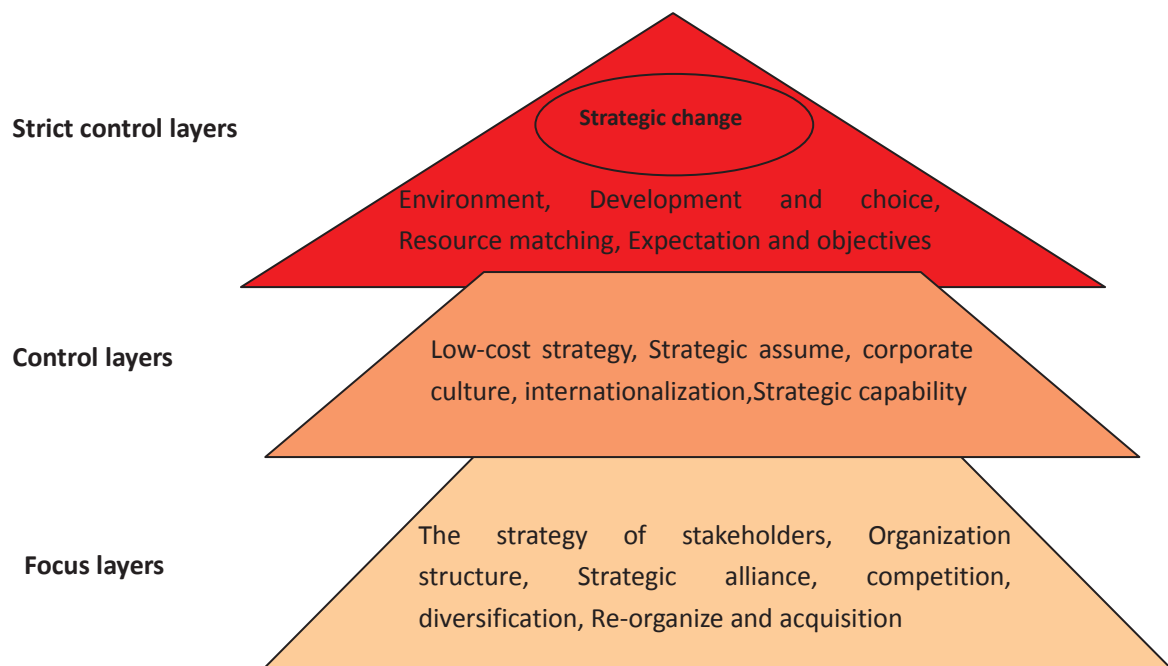 Strategic change
Strict control layers
Environment, Development and choice,
Resource matching, Expectation and objectives
Low-cost strategy, Strategic assume, corporate
Control layers
culture, internationalization,Strategic capability
The strategy of stakeholders, Organization
Focus layers
structure, Strategic alliance, competition,
diversification, Re-organize and acquisition